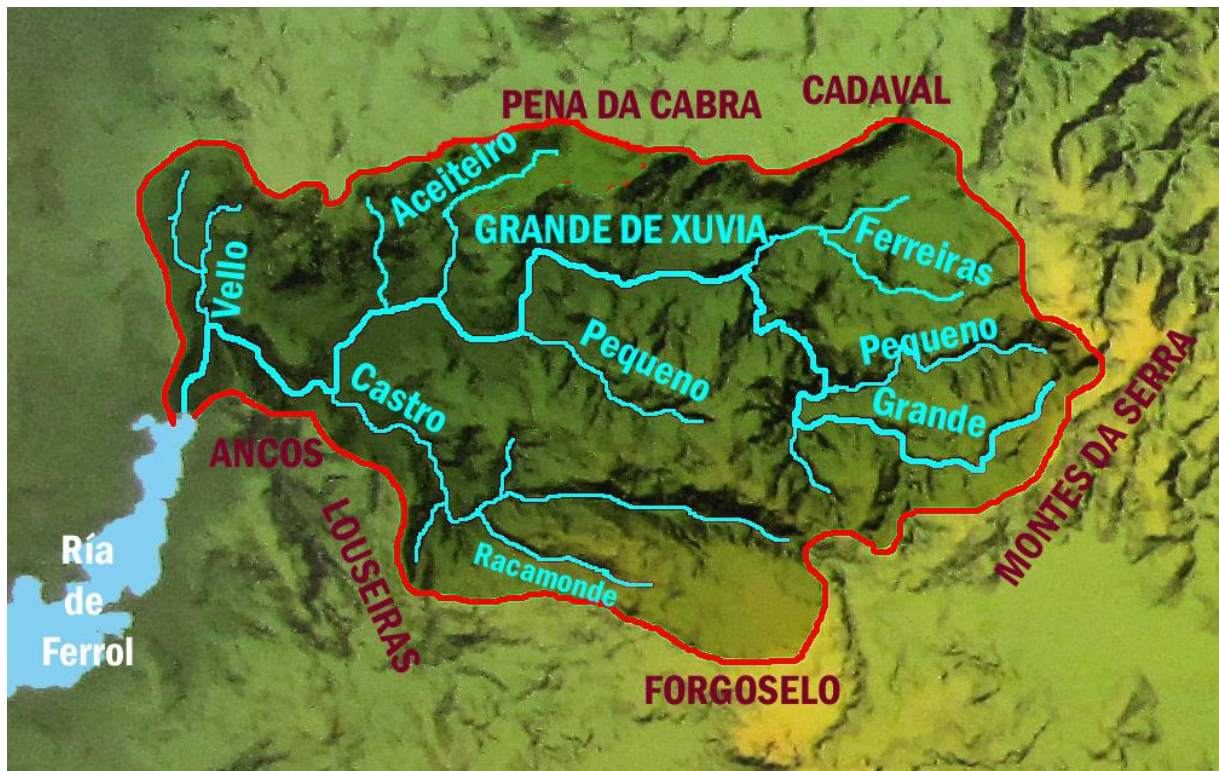 CADAVAL
PENA DA CABRA
Aceiteiro
GRANDE DE XUVIA
Ferreiras
Vello
Pequeno
Pequeno
Castro
Grande
ANCOS
MONTES DA SERRA
LOUSEIRAS
Ría
de
Ferrol
Racamonde
FORGOSELO